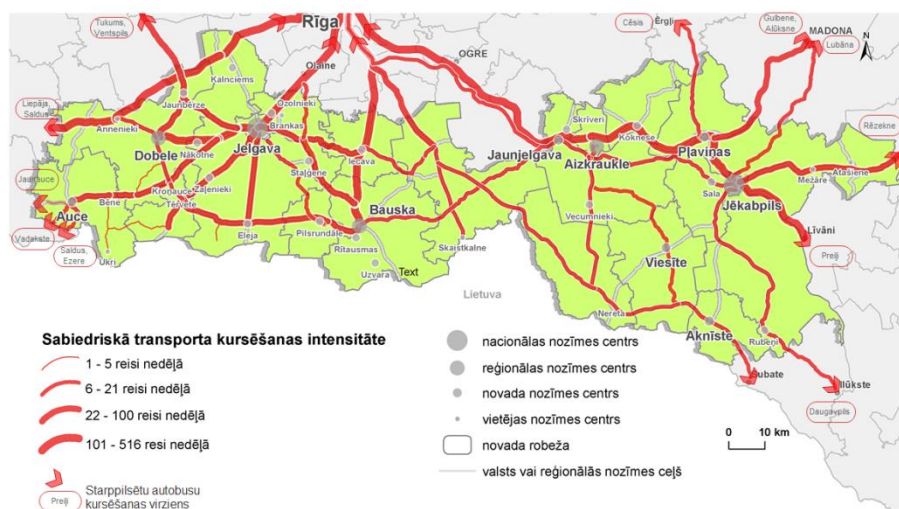 Tukums,
Ventspils
Rīga
Cēsis
Ērgļi
Gulbene,
Alūksne
MADONA
Lubāna
N
OGRE
Kalnciems
Olaine
Liepāja,
Saldus
Jaunbērze
Ozolnieki
Annenieki
Brankas
Skrīveri
Rēzekne
Dobele
Nākotne
Jelgava
Iecava
Jaunjelgava
Koknese
Pļaviņas
Aizkraukle
Staļģene
Atašiene
Mežāre
Sala
Jēkabpils
Kroņauce
Zaļenieki
Bēne
Tērvete
Auce
Vadakste
Bauska
Vecumnieki
Līvāni
Saldus,
Ezere
Eleja
Pilsrundāle
Rītausmas
Skaistkalne
Preiļi
Ukri
Uzvara
Text
Viesīte
Lietuva
Nereta
Aknīste
Rubeņi
Subate
Ilūkste
Daugavpils
Sabiedriskā transporta kursēšanas intensitāte
1 - 5 reisi nedēļā
6 - 21 reisi nedēļā
22 - 100 reisi nedēļā
101 - 516 resi nedēļā
Preiļi
Starppilsētu autobusu
kursēšanas virziens
nacionālas nozīmes centrs
reģionālas nozīmes centrs
novada nozīmes centrs
vietējas nozīmes centrs
novada robeža
valsts vai reģionālās nozīmes ceļš
0 10 km